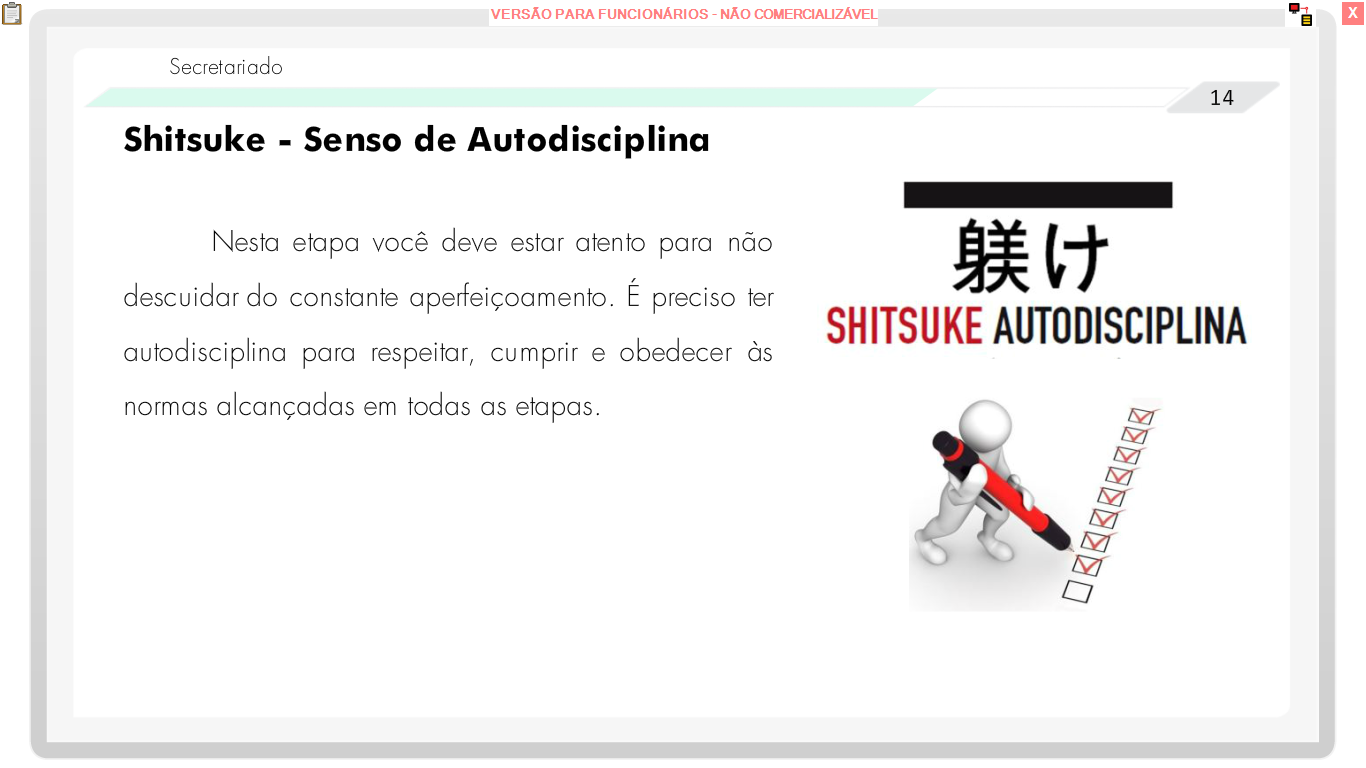 VERSÃO PARA FUNCIONÁRIOS - NÃO COMERCIALIZÁVEL
X
Secretariado
14
Shitsuke - Senso de Autodisciplina
Nesta etapa você deve estar atento para não
descuidar do constante aperfeiçoamento. É preciso ter
autodisciplina para respeitar, cumprir e obedecer às
normas alcançadas em todas as etapas.
躾け
SHITSUKE AUTODISCIPLINA